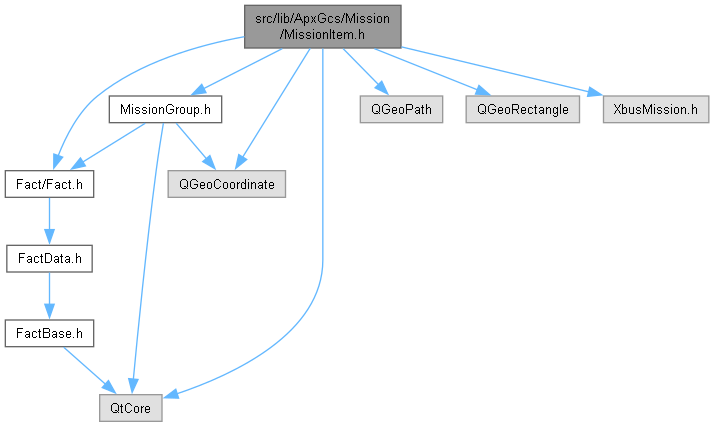 src/lib/ApxGcs/Mission
/MissionItem.h
MissionGroup.h
QGeoPath
QGeoRectangle
XbusMission.h
Fact/Fact.h
QGeoCoordinate
FactData.h
FactBase.h
QtCore